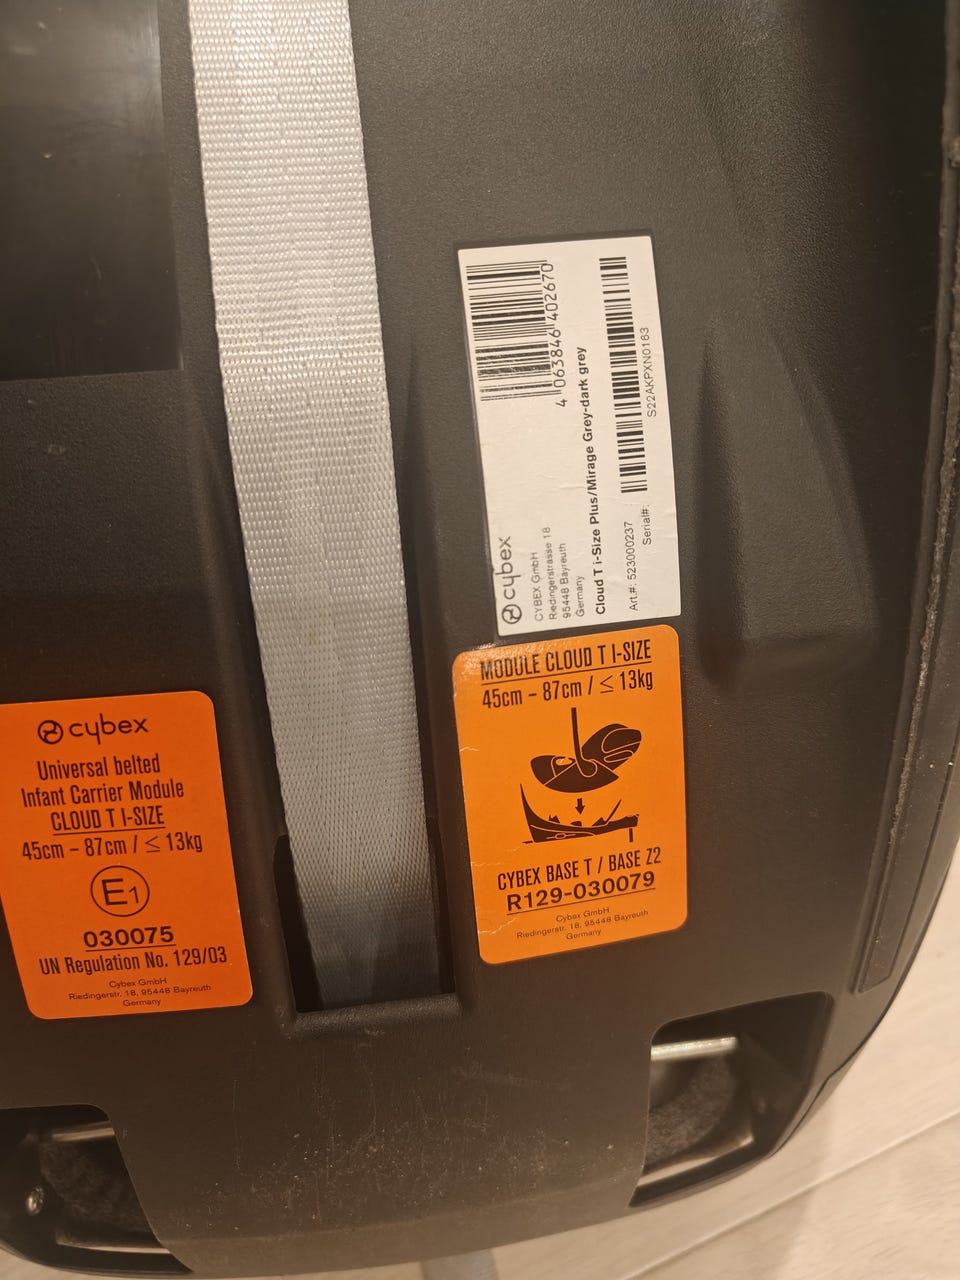 cybex
Universal belted
Infant Carrier Module
CLOUD T I-SIZE
45cm – 87cm / ≤ 13kg
E1
030075
UN Regulation No. 129/03
Cybex GmbH
Riedingerstr. 18, 95448 Bayreuth
Germany
4 063846 402670
cybex
CYBEX GmbH
Riedingerstrasse 18
95448 Bayreuth
Germany
Cloud T i-Size Plus/Mirage Grey-dark grey
Art.#: 523000237
Serial#: S22AKPXN0163
MODULE CLOUD T I-SIZE
45cm – 87cm / ≤ 13kg
CYBEX BASE T / BASE Z2
R129-030079
Cybex GmbH
Riedingerstr. 18, 95448 Bayreuth
Germany